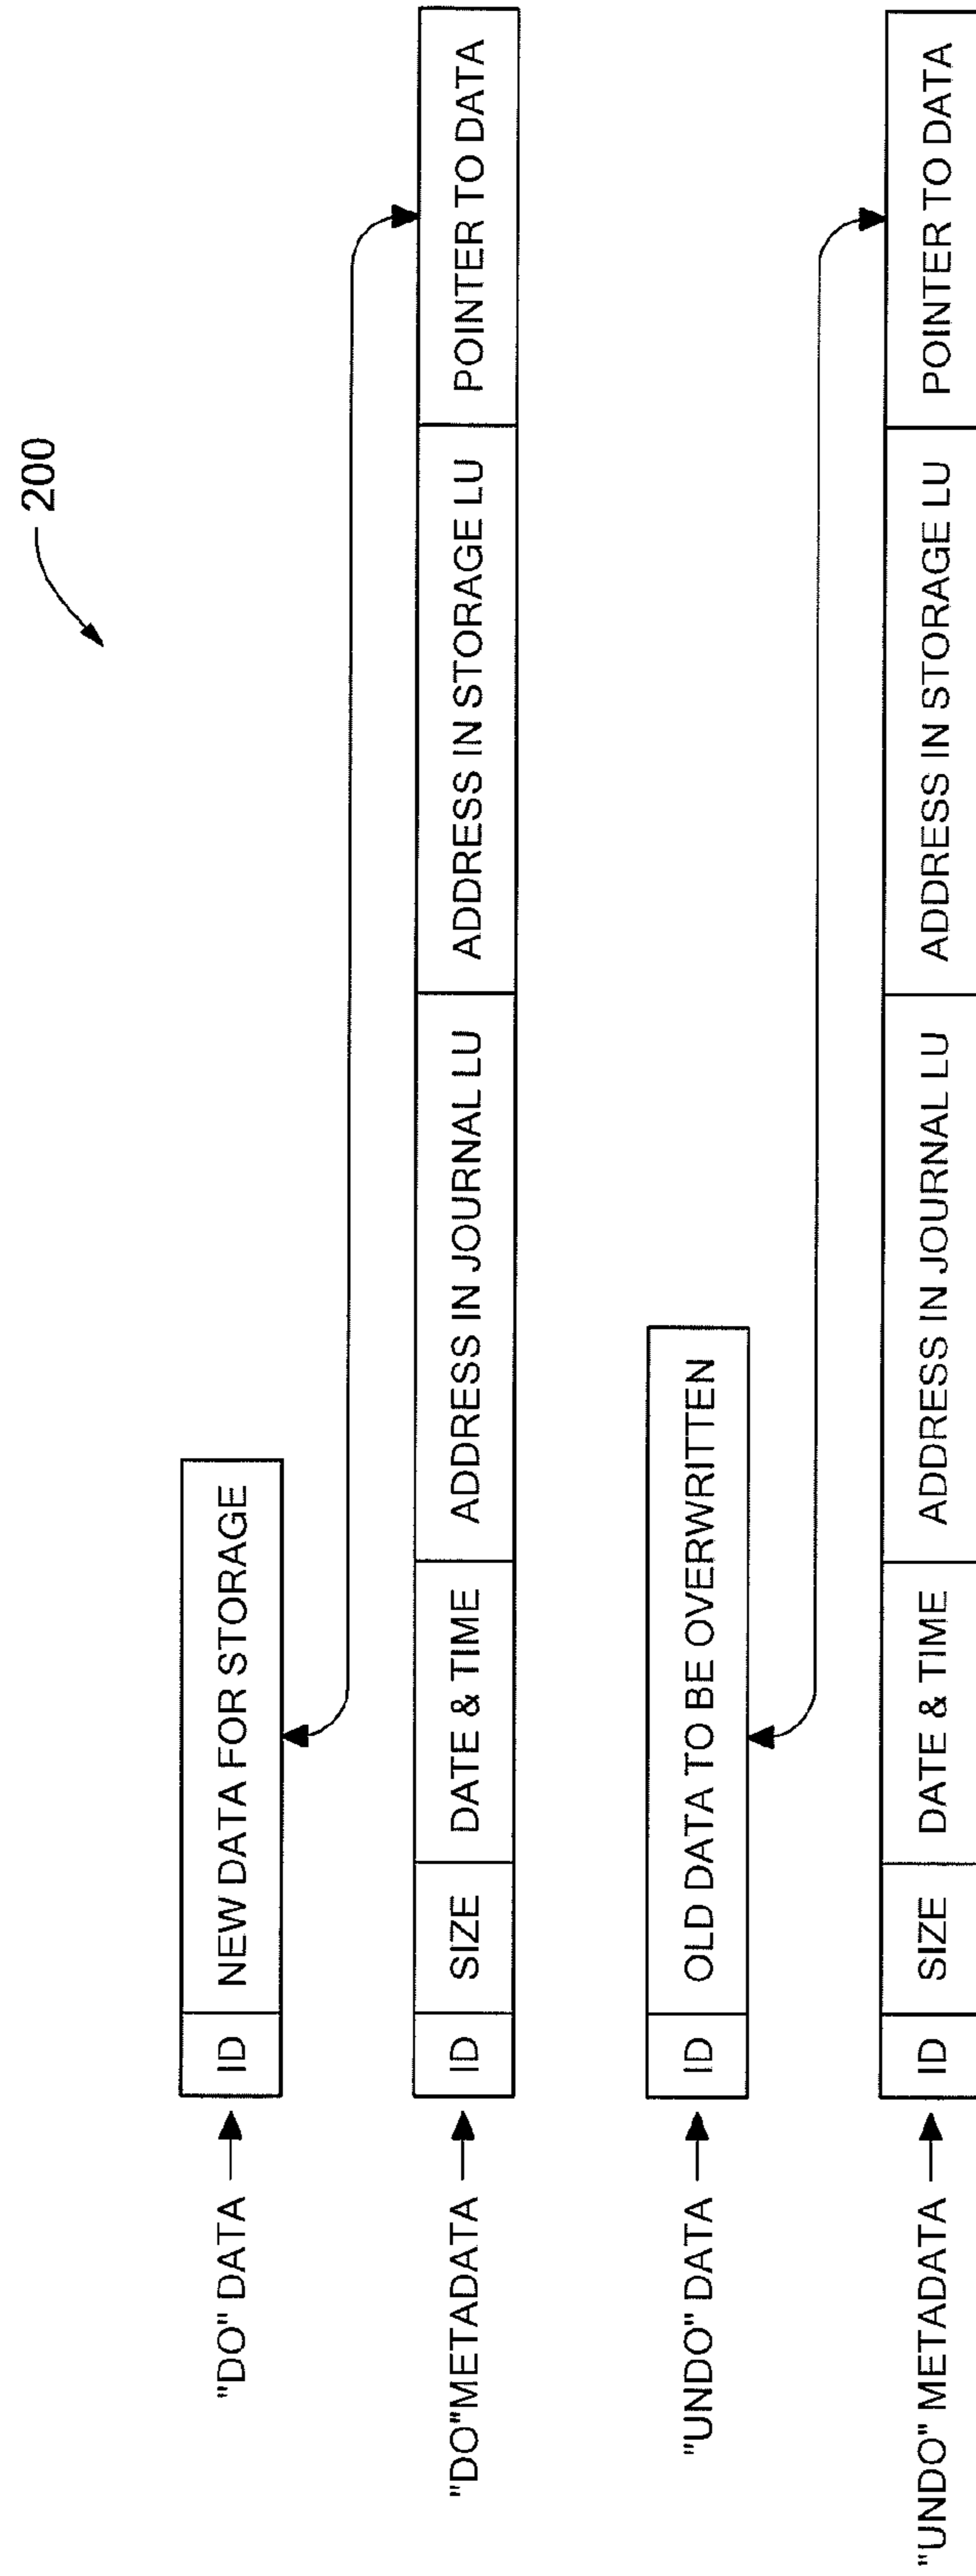 200
"DO" DATA
ID
NEW DATA FOR STORAGE
"DO"METADATA
ID
SIZE
DATE & TIME
ADDRESS IN JOURNAL LU
ADDRESS IN STORAGE LU
POINTER TO DATA
"UNDO" DATA
ID
OLD DATA TO BE OVERWRITTEN
"UNDO" METADATA
ID
SIZE
DATE & TIME
ADDRESS IN JOURNAL LU
ADDRESS IN STORAGE LU
POINTER TO DATA